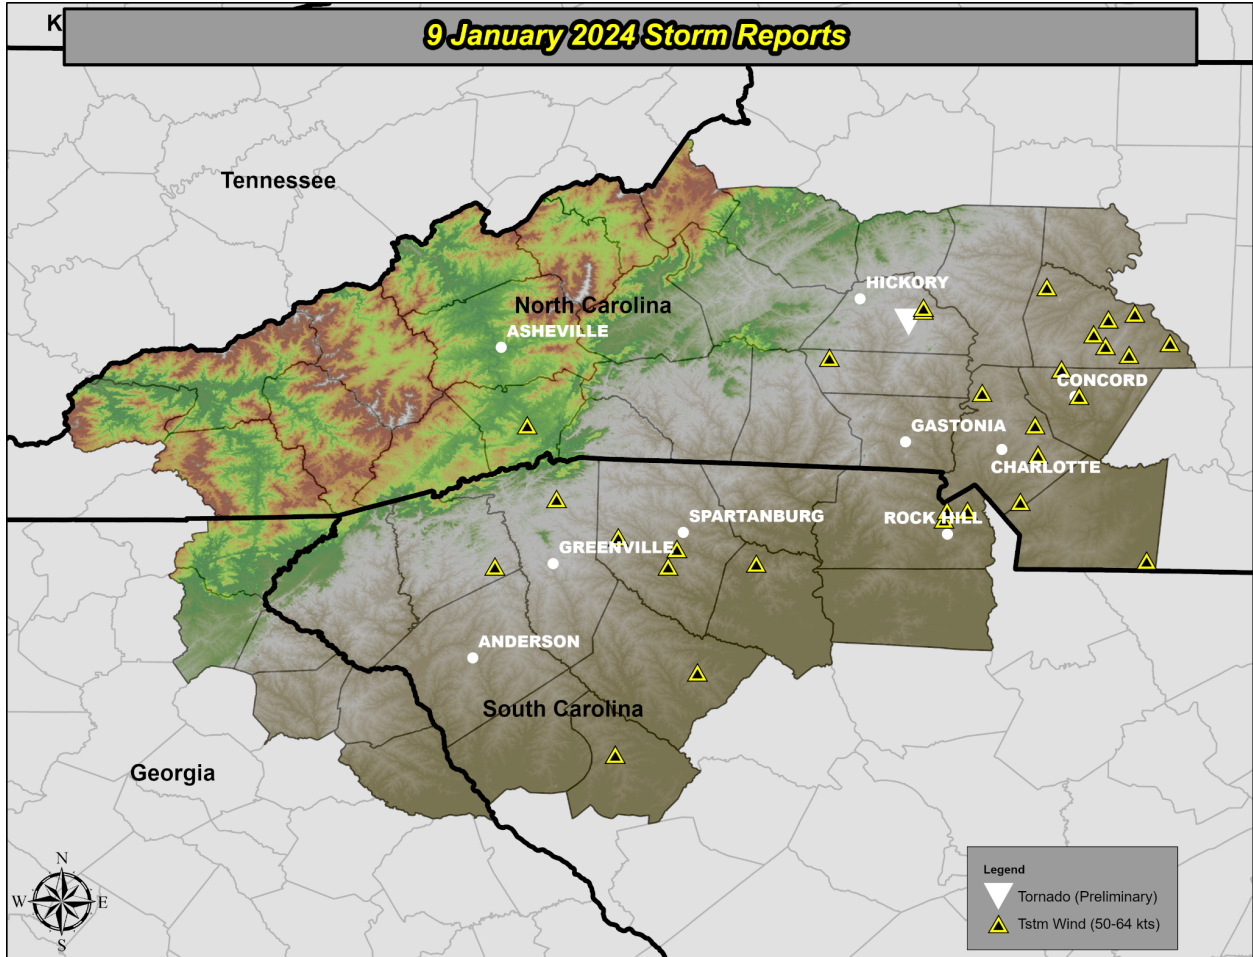 K
9 January 2024 Storm Reports
Tennessee
HICKORY
North Carolina
ASHEVILLE
CONCORD
GASTONIA
CHARLOTTE
SPARTANBURG
ROCK HILL
GREENVILLE
ANDERSON
South Carolina
Georgia
N
W E
S
Legend
Tornado (Preliminary)
Tstm Wind (50-64 kts)